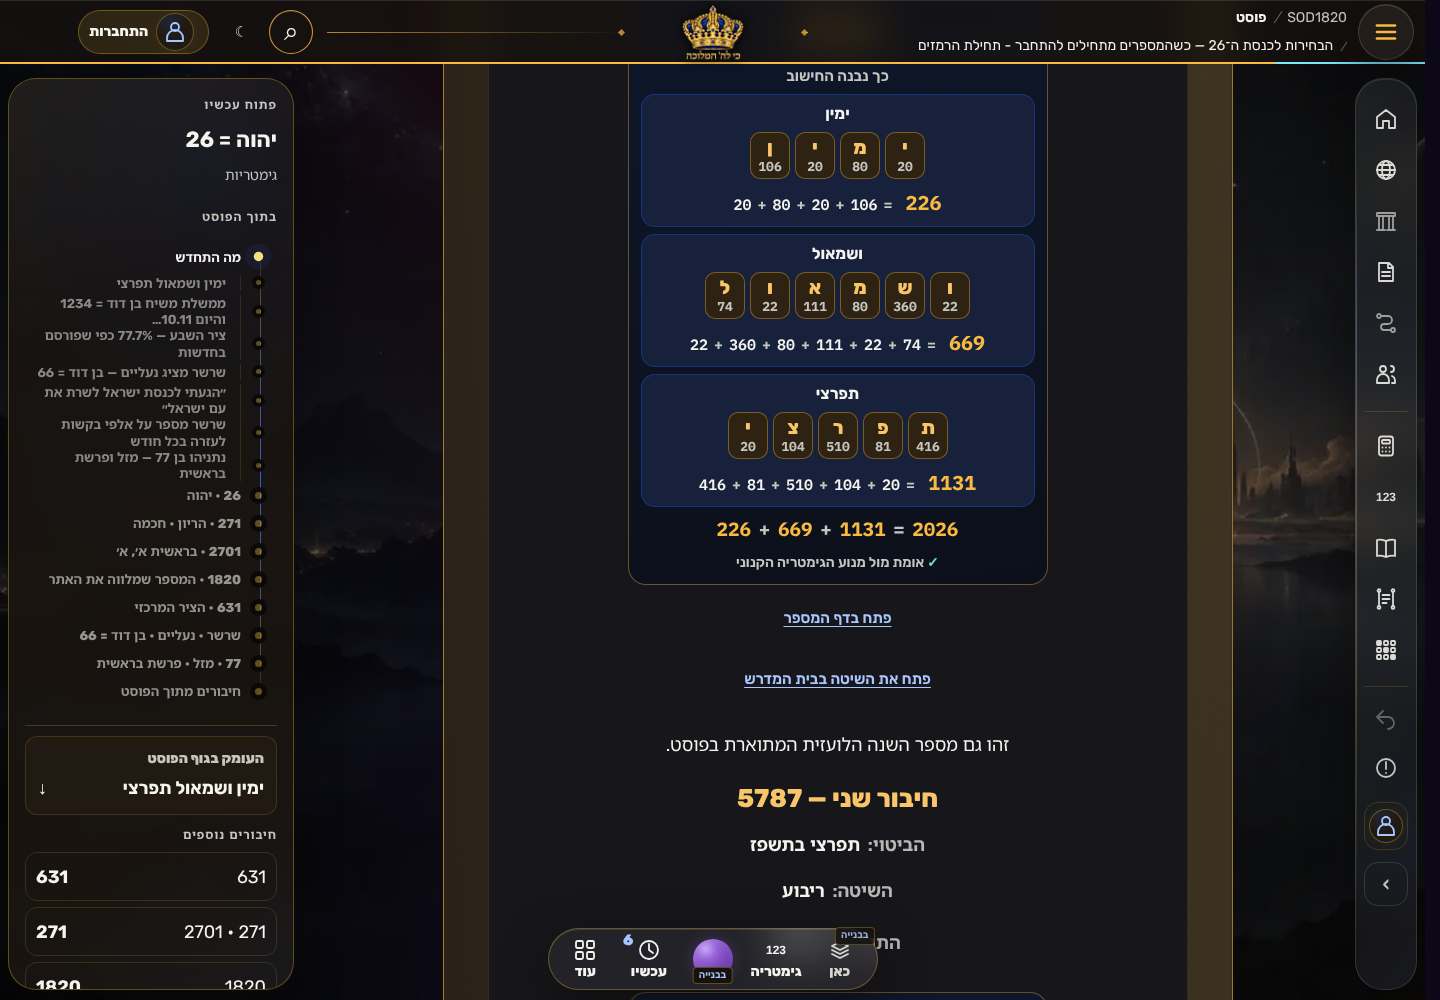 SOD1820 / פוסט
/ הבחירות לכנסת ה־26 — כשהמספרים מתחילים להתחבר - תחילת הרמזים
כי לה' המלוכה
התחברות
כך נבנה החישוב
ימין
י מ י ן
20 80 20 106
20 + 80 + 20 + 106 = 226
ושמאול
ו ש מ א ו ל
22 360 80 111 22 74
22 + 360 + 80 + 111 + 22 + 74 = 669
תפרצי
ת פ ר צ י
416 81 510 104 20
416 + 81 + 510 + 104 + 20 = 1131
226 + 669 + 1131 = 2026
✓ אומת מול מנוע הגימטריה הקנוני
פתח בדף המספר
פתח את השיטה בבית המדרש
זהו גם מספר השנה הלועזית המתוארת בפוסט.
חיבור שני — 5787
הביטוי: תפרצי בתשפז
השיטה: ריבוע
התו
בבנייה
כאן
123
גימטריה
בבנייה
6
עכשיו
עוד
123
פתוח עכשיו
יהוה = 26
גימטריות
בתוך הפוסט
מה התחדש
ימין ושמאול תפרצי
ממשלת משיח בן דוד = 1234
והיום 10.11...
ציר השבע — 77.7% כפי שפורסם
בחדשות
שרשר מציג נעליים — בן דוד = 66
״הגעתי לכנסת ישראל לשרת את
עם ישראל״
שרשר מספר על אלפי בקשות
לעזרה בכל חודש
נתניהו בן 77 — מזל ופרשת
בראשית
26 • יהוה
271 • הריון • חכמה
2701 • בראשית א׳, א׳
1820 • המספר שמלווה את האתר
631 • הציר המרכזי
שרשר • נעליים • בן דוד = 66
77 • מזל • פרשת בראשית
חיבורים מתוך הפוסט
העומק בגוף הפוסט
ימין ושמאול תפרצי ↓
חיבורים נוספים
631 631
271 • 2701 271
1820 1820